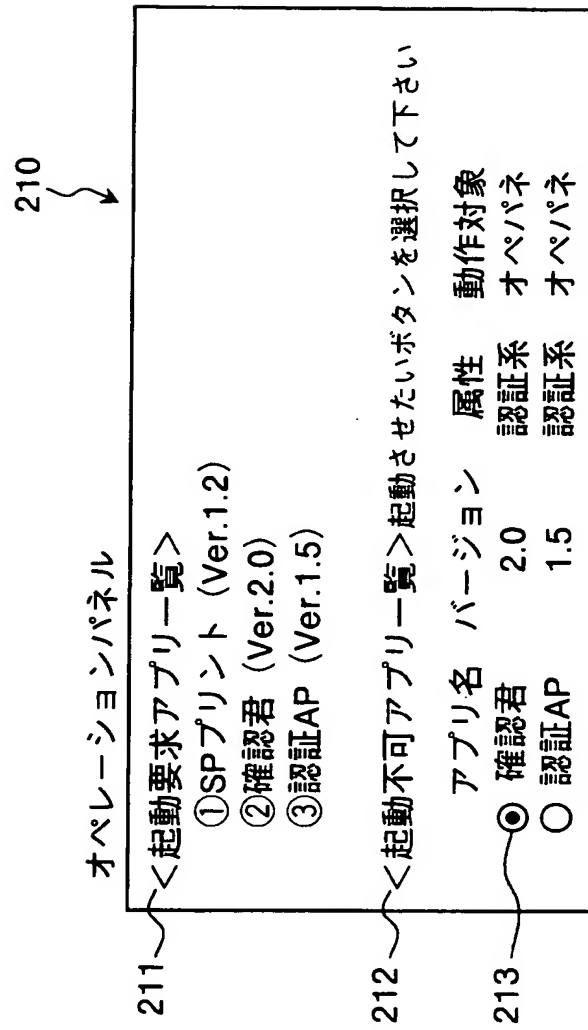 210
オペレーションパネル
211
<起動要求アプリ一覧>
①SPプリント (Ver.1.2)
②確認君 (Ver.2.0)
③認証AP (Ver.1.5)
212
<起動不可アプリ一覧>起動させたいボタンを選択して下さい
アプリ名 バージョン 属性 動作対象
213
確認君 2.0 認証系 オペパネ
認証AP 1.5 認証系 オペパネ